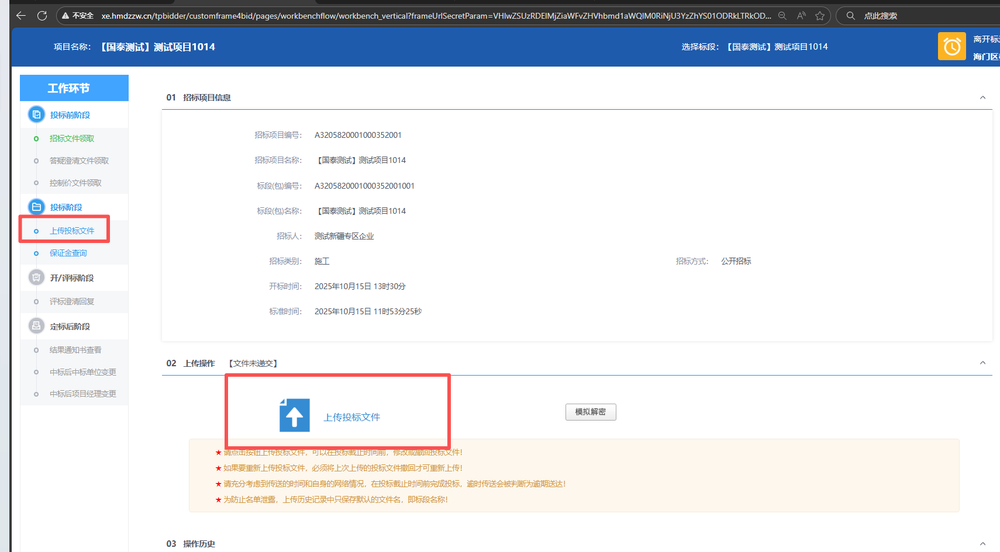 不安全 xe.hmdzzw.cn/tpbidder/customframe4bid/pages/workbenchflow/workbench_vertical?frameUrlSecretParam=VHlwZSUzRDElMjZiaWFvZHVhbmd1aWQlM0RiNjU3YzZhYS01ODRkLTRkOD... 点此搜索
项目名称： 【国泰测试】测试项目1014 选择标段： 【国泰测试】测试项目1014 离开标
海门区
工作环节
投标前阶段
招标文件领取
答疑澄清文件领取
控制价文件领取
投标阶段
上传投标文件
保证金查询
开/评标阶段
评标澄清回复
定标后阶段
结果通知书查看
中标后中标单位变更
中标后项目经理变更
01 招标项目信息
招标项目编号： A3205820001000352001
招标项目名称： 【国泰测试】测试项目1014
标段(包)编号： A3205820001000352001001
标段(包)名称： 【国泰测试】测试项目1014
招标人： 测试新疆专区企业
招标类别： 施工 招标方式： 公开招标
开标时间： 2025年10月15日 13时30分
标准时间： 2025年10月15日 11时53分25秒
02 上传操作 【文件未递交】
上传投标文件 模拟解密
★ 请点击按钮上传投标文件，可以在投标截止时间前，修改或撤回投标文件！
★ 如果要重新上传投标文件，必须将上次上传的投标文件撤回才可重新上传！
★ 请充分考虑到传送的时间和自身的网络情况，在投标截止时间前完成投标，逾时传送会被判断为逾期送达！
★ 为防止名单泄露，上传历史记录中只保存默认的文件名，即标段名称！
03 操作历史